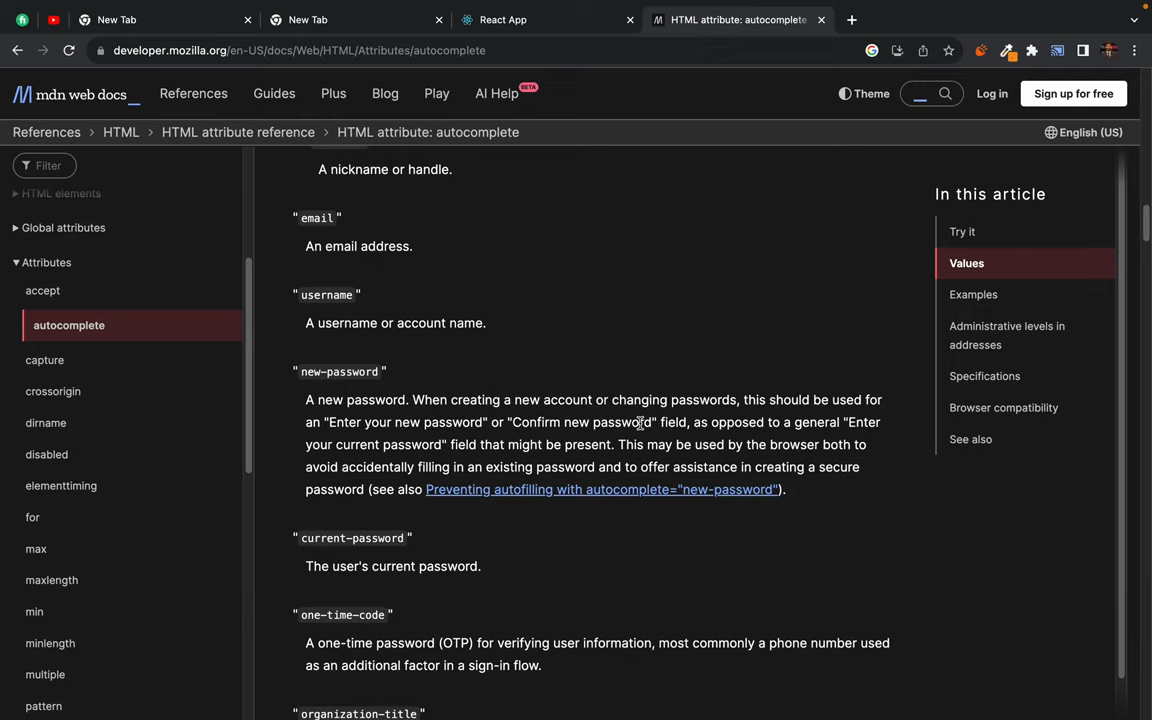 New Tab
New Tab
React App
HTML attribute: autocomplete
developer.mozilla.org/en-US/docs/Web/HTML/Attributes/autocomplete
mdn web docs_
References
Guides
Plus
Blog
Play
AI Help BETA
Theme
Log in
Sign up for free
References
HTML
HTML attribute reference
HTML attribute: autocomplete
English (US)
Filter
HTML elements
Global attributes
Attributes
accept
autocomplete
capture
crossorigin
dirname
disabled
elementtiming
for
max
maxlength
min
minlength
multiple
pattern
A nickname or handle.
"email"
An email address.
"username"
A username or account name.
"new-password"
A new password. When creating a new account or changing passwords, this should be used for
an "Enter your new password" or "Confirm new password" field, as opposed to a general "Enter
your current password" field that might be present. This may be used by the browser both to
avoid accidentally filling in an existing password and to offer assistance in creating a secure
password (see also Preventing autofilling with autocomplete="new-password").
"current-password"
The user's current password.
"one-time-code"
A one-time password (OTP) for verifying user information, most commonly a phone number used
as an additional factor in a sign-in flow.
"organization-title"
In this article
Try it
Values
Examples
Administrative levels in
addresses
Specifications
Browser compatibility
See also